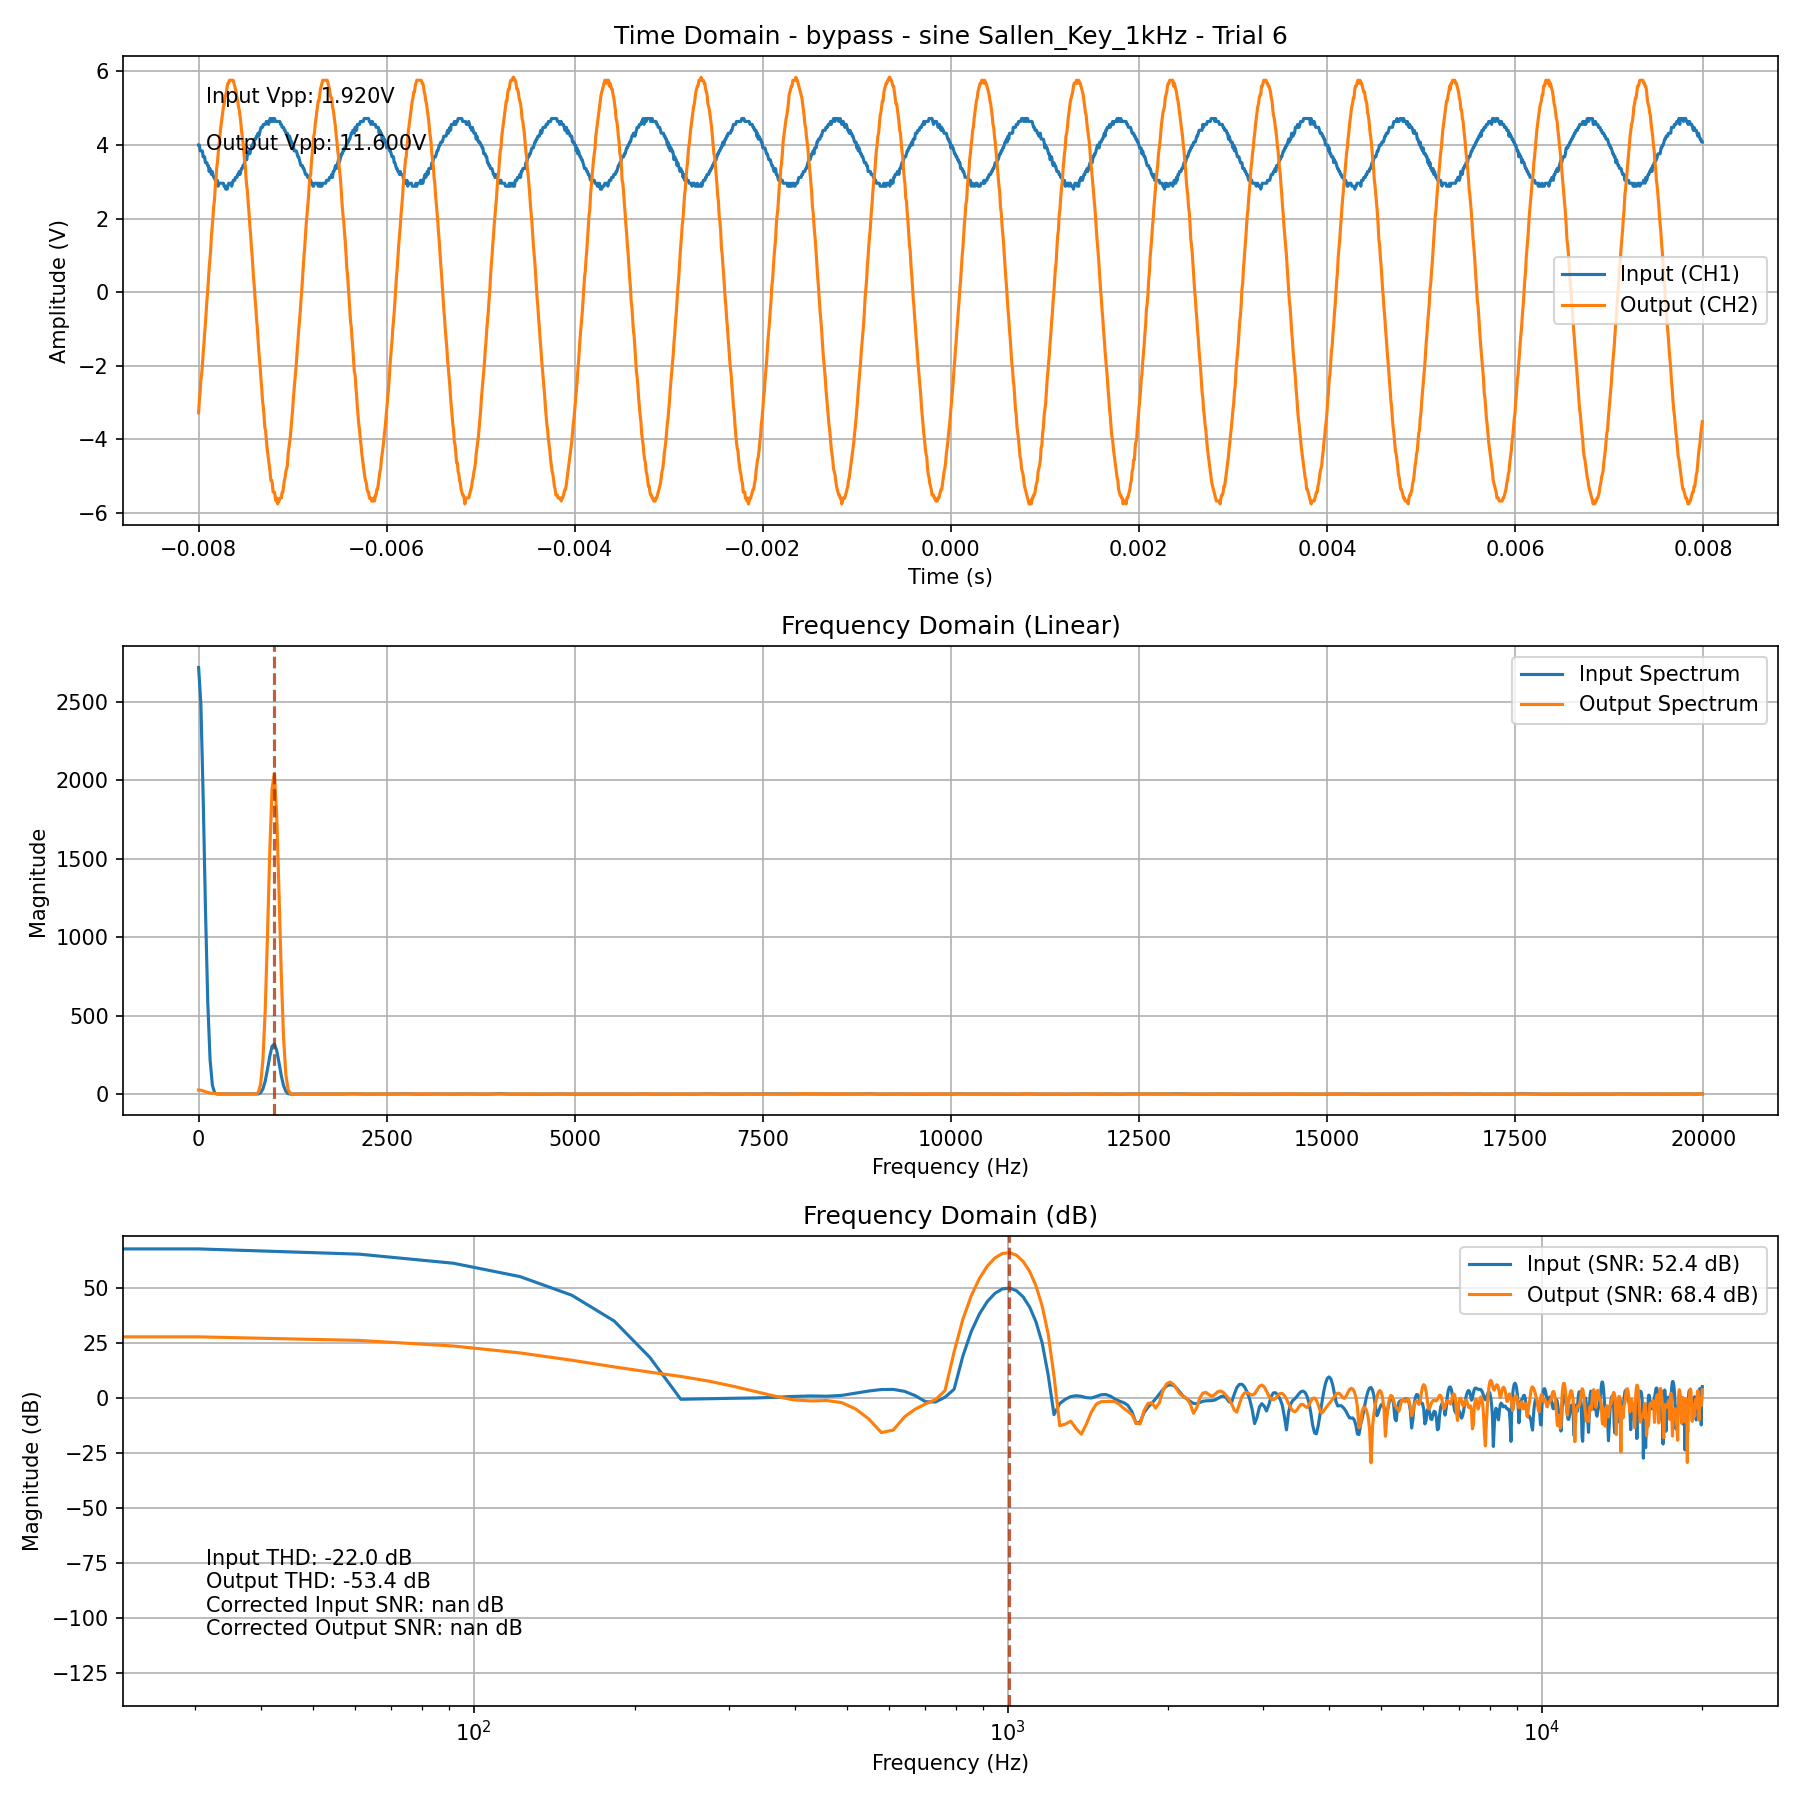 Time Domain - bypass - sine Sallen_Key_1kHz - Trial 6
Amplitude (V)
6
4
2
0
−2
−4
−6
Input Vpp: 1.920V
Output Vpp: 11.600V
Input (CH1)
Output (CH2)
−0.008 −0.006 −0.004 −0.002 0.000 0.002 0.004 0.006 0.008
Time (s)
Frequency Domain (Linear)
Magnitude
2500
2000
1500
1000
500
0
Input Spectrum
Output Spectrum
0 2500 5000 7500 10000 12500 15000 17500 20000
Frequency (Hz)
Frequency Domain (dB)
Magnitude (dB)
50
25
0
−25
−50
−75
−100
−125
Input (SNR: 52.4 dB)
Output (SNR: 68.4 dB)
Input THD: -22.0 dB
Output THD: -53.4 dB
Corrected Input SNR: nan dB
Corrected Output SNR: nan dB
10² 10³ 10⁴
Frequency (Hz)